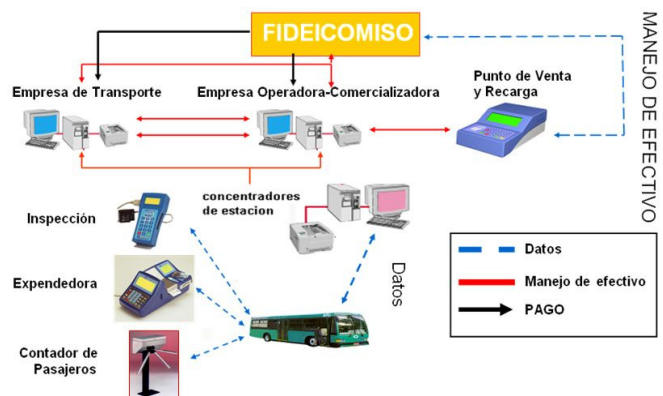 FIDEICOMISO
MANEJO DE EFECTIVO
Empresa de Transporte
Empresa Operadora-Comercializadora
Punto de Venta
y Recarga
concentradores
de estacion
Inspección
Expendedora
Contador de
Pasajeros
Datos
Datos
Manejo de efectivo
PAGO